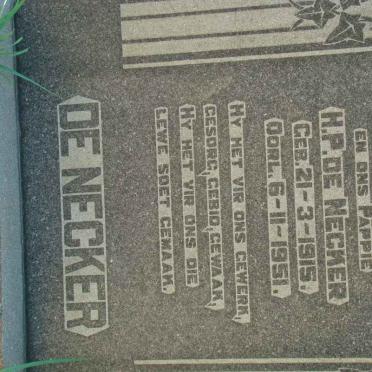 EN ONS PAPPIE
H.P. DE NECKER
GEB. 21-3-1915.
OORL. 6-11-1951.
HY HET VIR ONS GEWERK,
GESORG, GEBID, GEWAAK,
HY HET VIR ONS DIE
LEWE SOET GEMAAK.
DE NECKER